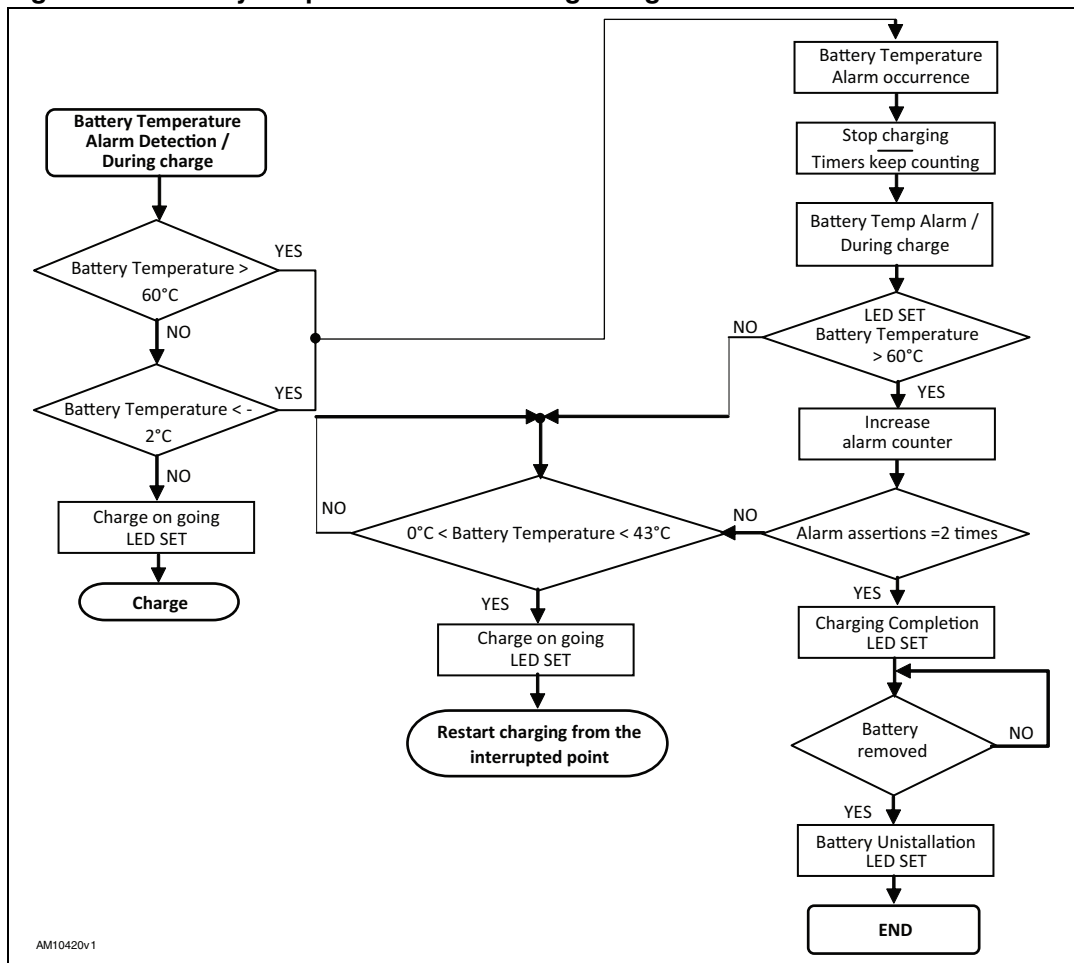 Battery Temperature
Alarm Detection /
During charge
Battery Temperature >
60°C
YES
NO
Battery Temperature < -
2°C
YES
NO
Charge on going
LED SET
Charge
Battery Temperature
Alarm occurrence
Stop charging
Timers keep counting
Battery Temp Alarm /
During charge
LED SET
Battery Temperature
> 60°C
NO
YES
Increase
alarm counter
Alarm assertions =2 times
NO
YES
0°C < Battery Temperature < 43°C
NO
YES
Charge on going
LED SET
Restart charging from the
interrupted point
Charging Completion
LED SET
Battery
removed
NO
YES
Battery Unistallation
LED SET
END
AM10420v1